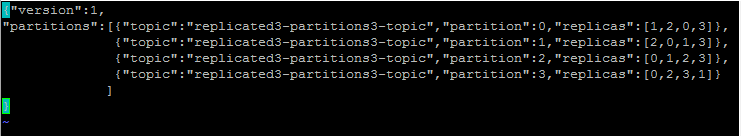 {"version":1,
"partitions":[{"topic":"replicated3-partitions3-topic","partition":0,"replicas":[1,2,0,3]},
{"topic":"replicated3-partitions3-topic","partition":1,"replicas":[2,0,1,3]},
{"topic":"replicated3-partitions3-topic","partition":2,"replicas":[0,1,2,3]},
{"topic":"replicated3-partitions3-topic","partition":3,"replicas":[0,2,3,1]}
]
}
~